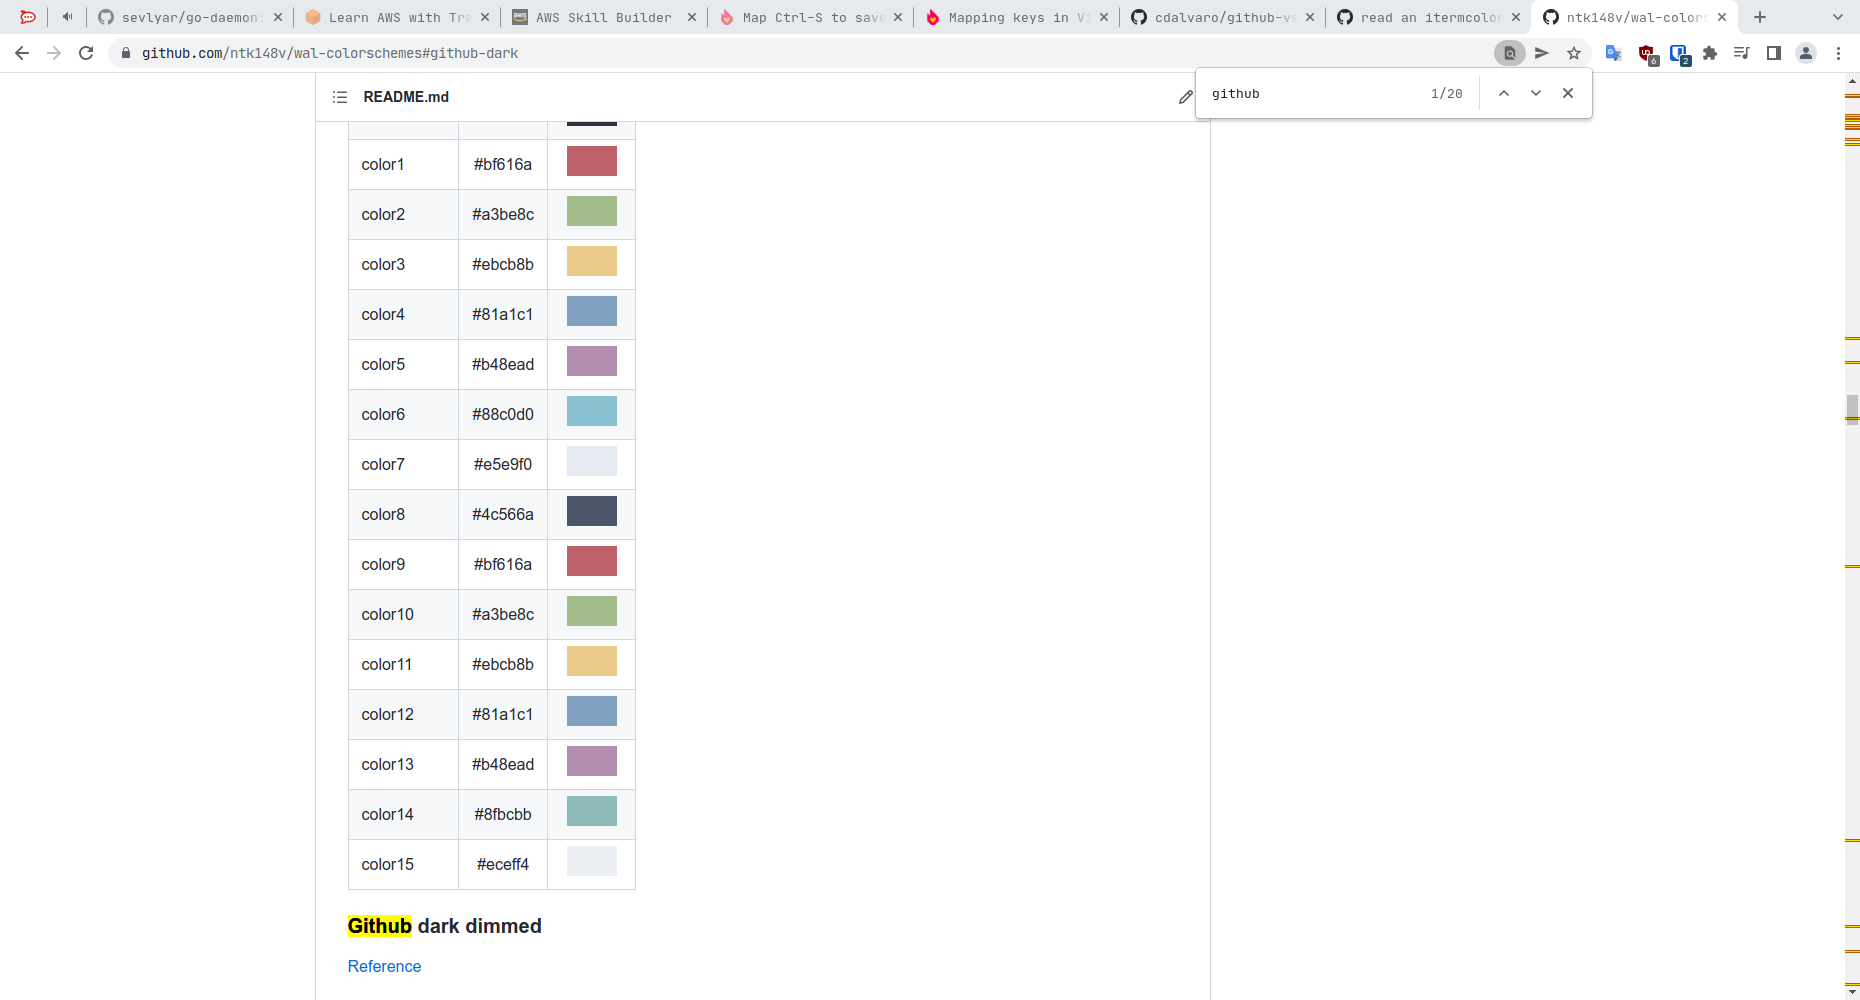 sevlyar/go-daemon:
Learn AWS with Tra
AWS Skill Builder
Map Ctrl-S to save
Mapping keys in Vi
cdalvaro/github-vs
read an itermcolor
ntk148v/wal-colors
github.com/ntk148v/wal-colorschemes#github-dark
6
2
github
1/20
README.md
color1 #bf616a
color2 #a3be8c
color3 #ebcb8b
color4 #81a1c1
color5 #b48ead
color6 #88c0d0
color7 #e5e9f0
color8 #4c566a
color9 #bf616a
color10 #a3be8c
color11 #ebcb8b
color12 #81a1c1
color13 #b48ead
color14 #8fbcbb
color15 #eceff4
Github dark dimmed
Reference